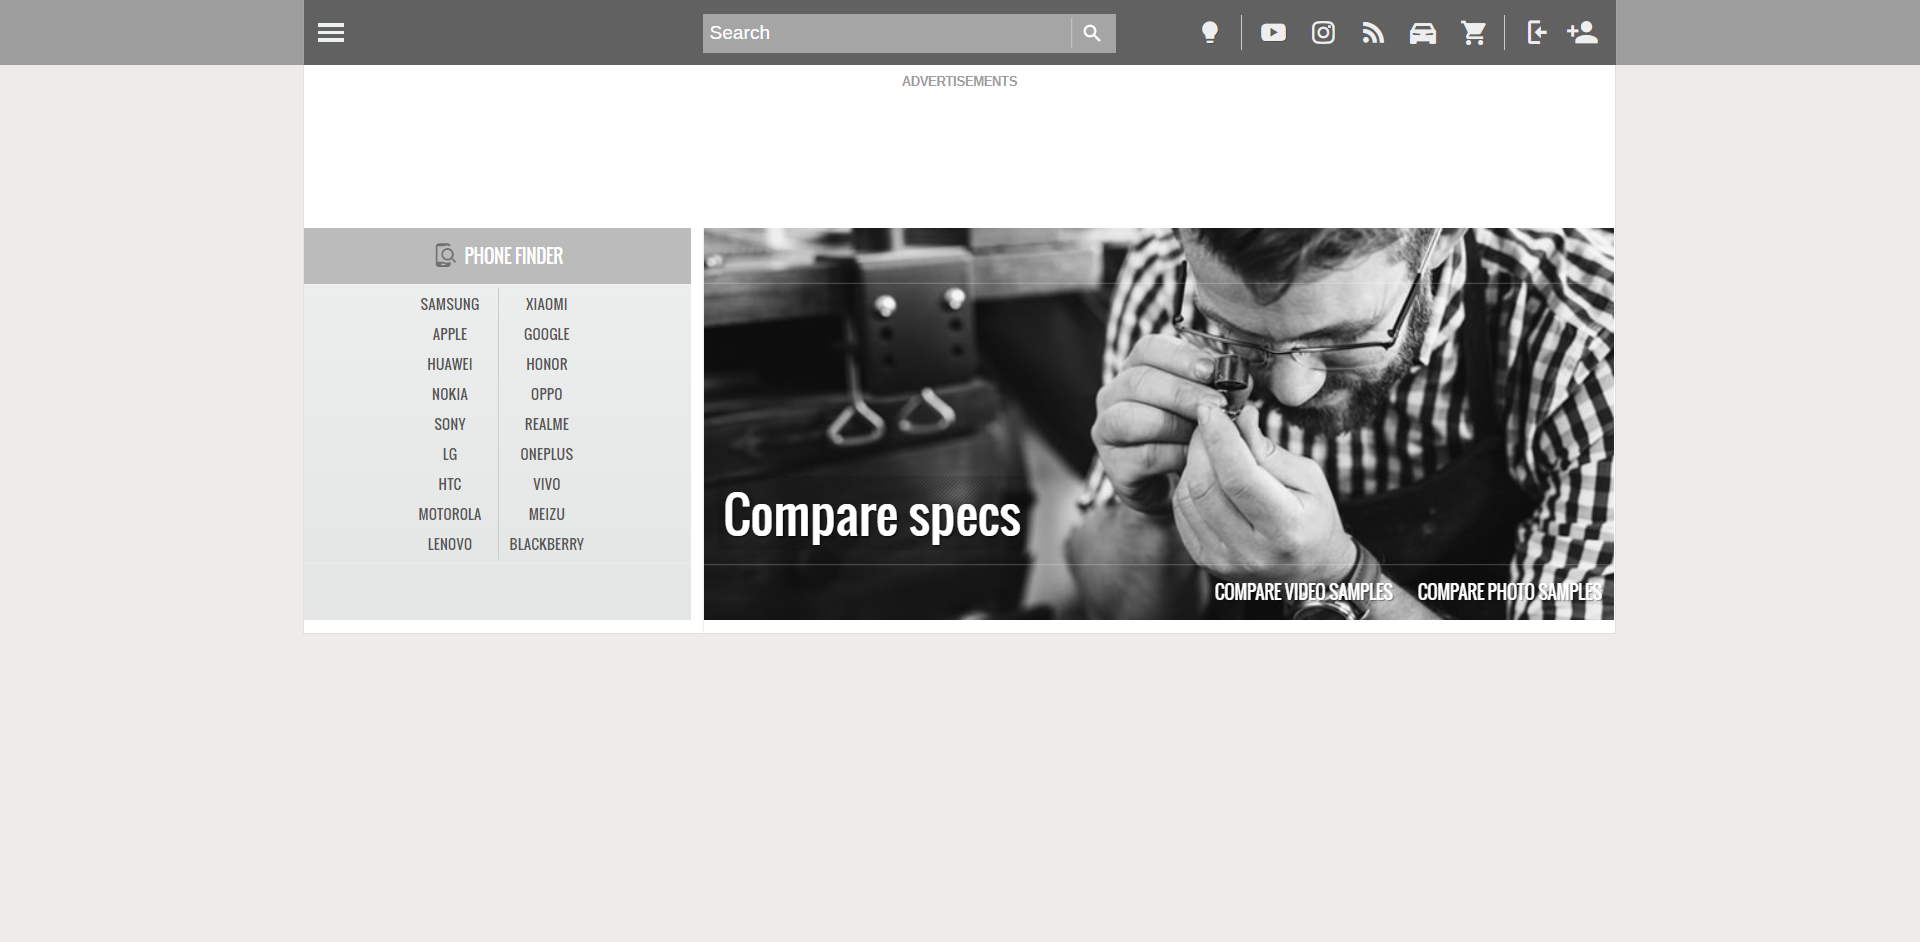 Search
ADVERTISEMENTS
PHONE FINDER
SAMSUNG XIAOMI
APPLE GOOGLE
HUAWEI HONOR
NOKIA OPPO
SONY REALME
LG ONEPLUS
HTC VIVO
MOTOROLA MEIZU
LENOVO BLACKBERRY
Compare specs
COMPARE VIDEO SAMPLES COMPARE PHOTO SAMPLES